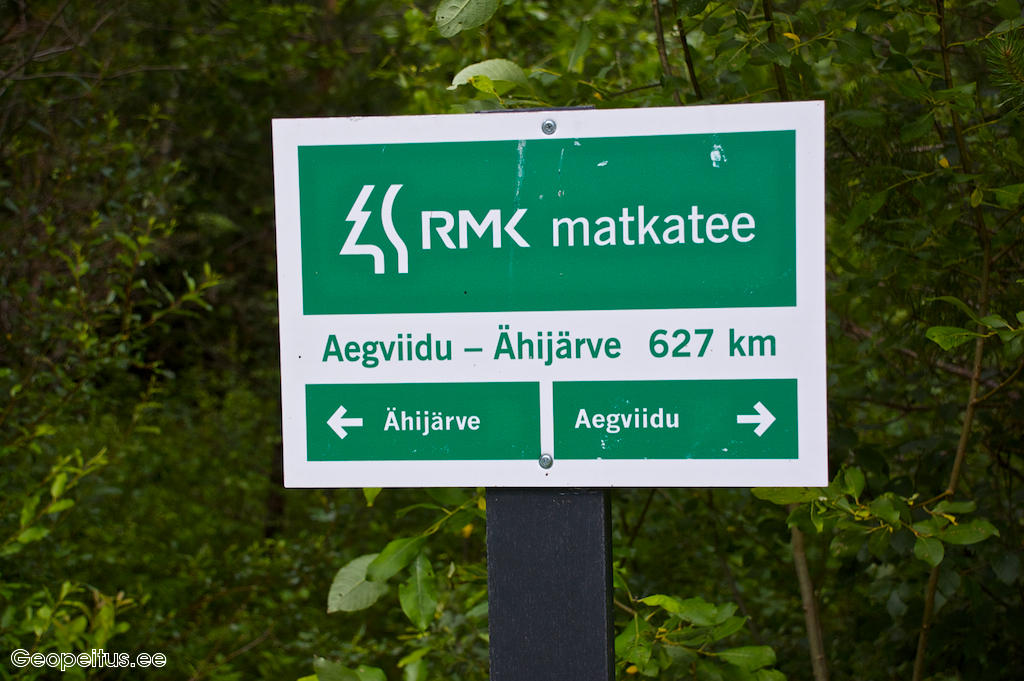 RMK matkatee
Aegviidu – Ähijärve 627 km
← Ähijärve
Aegviidu →
Geopeitus.ee